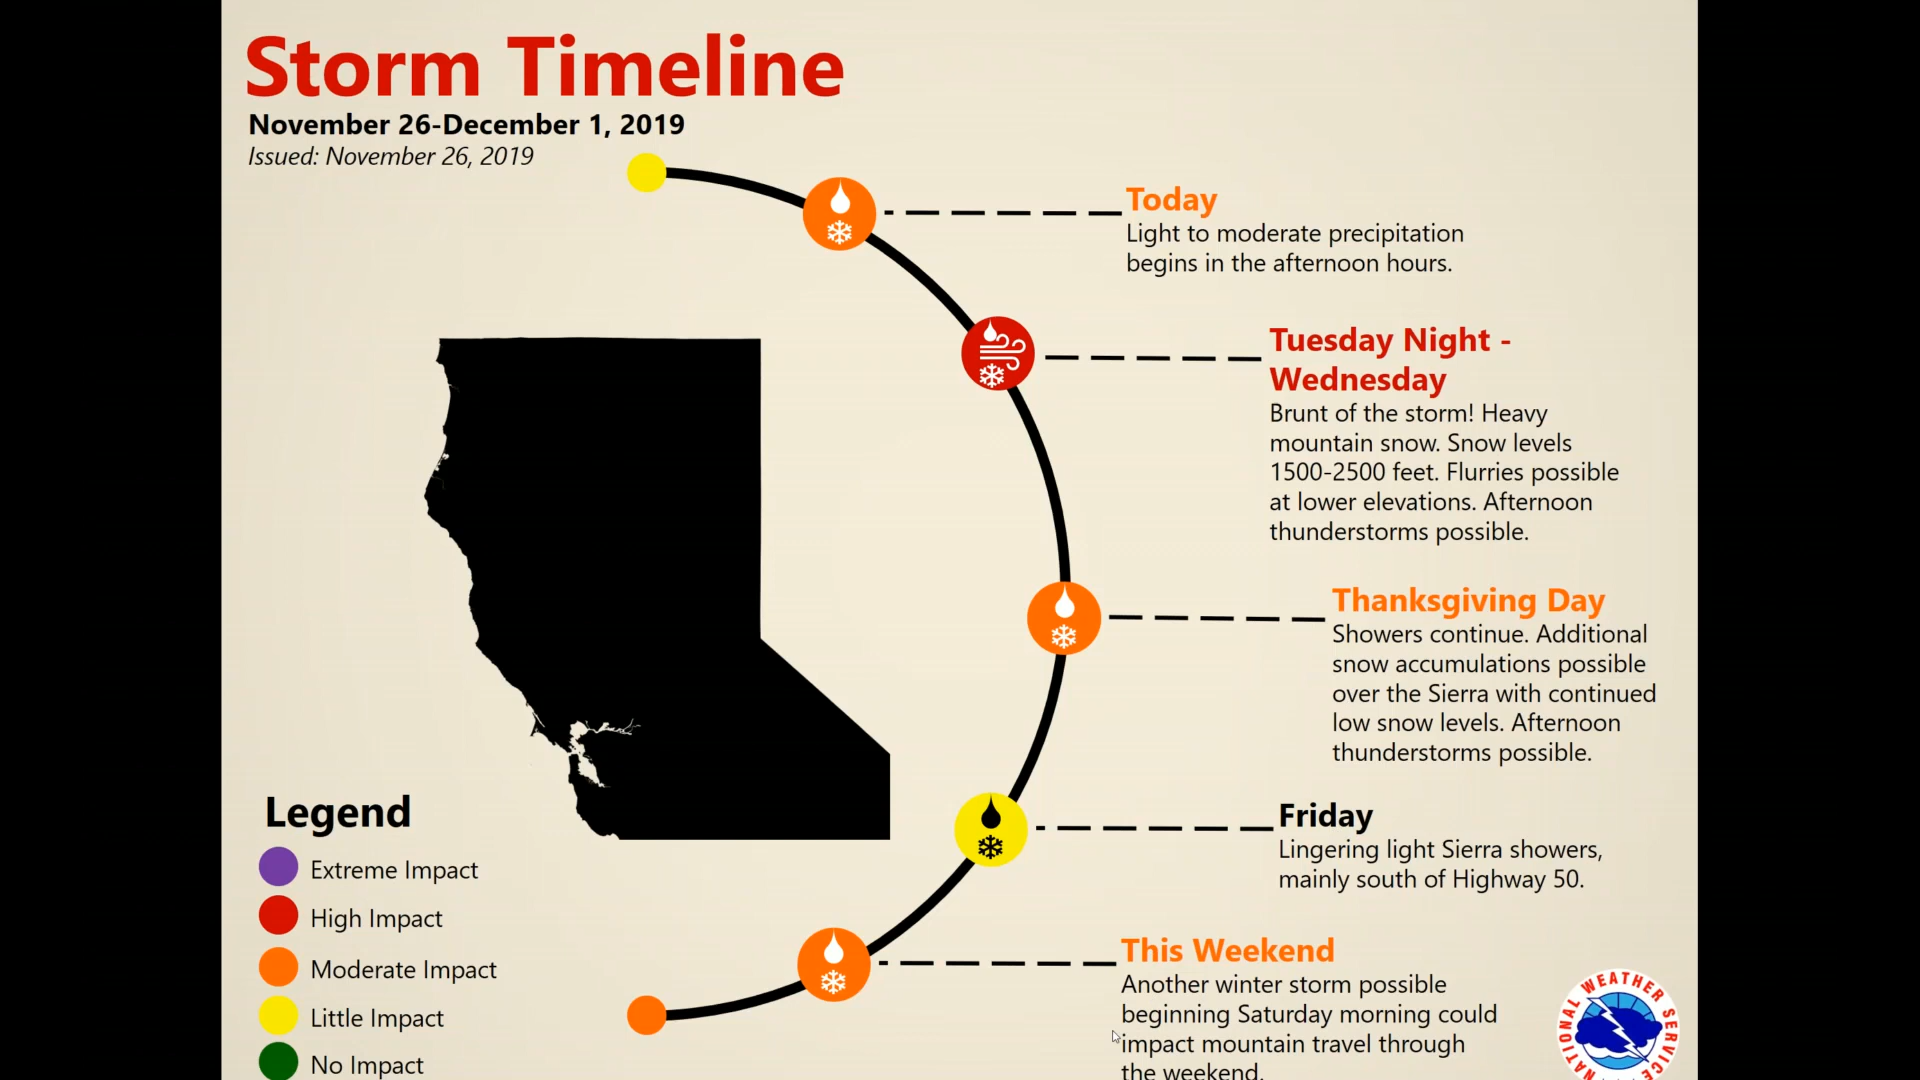 Storm Timeline
November 26-December 1, 2019
Issued: November 26, 2019
Today
Light to moderate precipitation
begins in the afternoon hours.
Tuesday Night -
Wednesday
Brunt of the storm! Heavy
mountain snow. Snow levels
1500-2500 feet. Flurries possible
at lower elevations. Afternoon
thunderstorms possible.
Thanksgiving Day
Showers continue. Additional
snow accumulations possible
over the Sierra with continued
low snow levels. Afternoon
thunderstorms possible.
Friday
Lingering light Sierra showers,
mainly south of Highway 50.
This Weekend
Another winter storm possible
beginning Saturday morning could
impact mountain travel through
the weekend.
Legend
Extreme Impact
High Impact
Moderate Impact
Little Impact
No Impact
NATIONAL WEATHER SERVICE